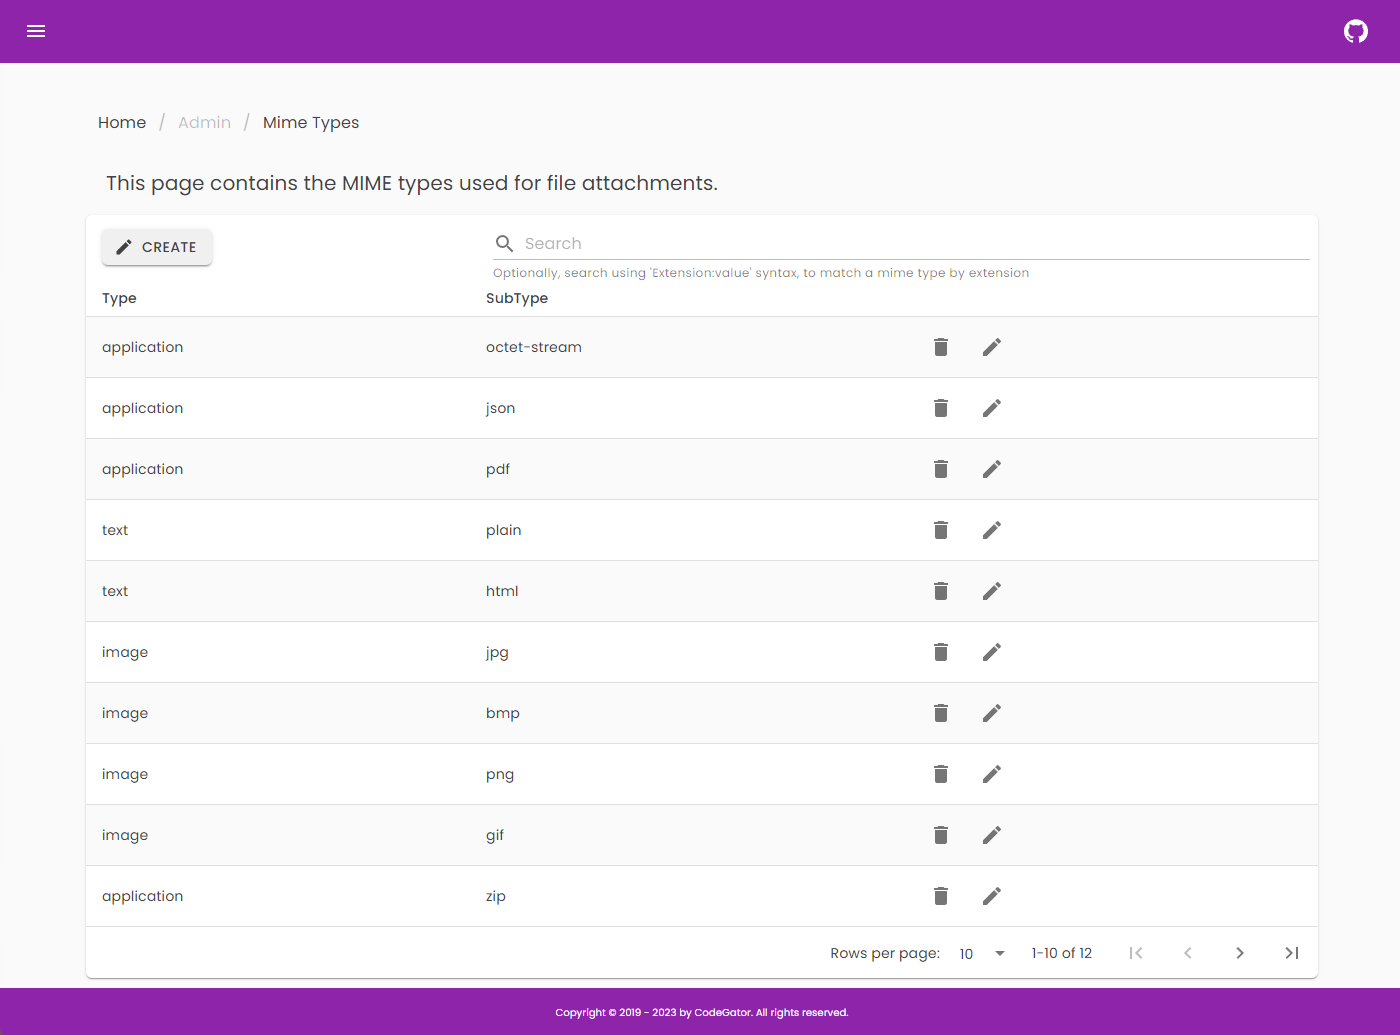 Home / Admin / Mime Types
This page contains the MIME types used for file attachments.
CREATE Search
Optionally, search using 'Extension:value' syntax, to match a mime type by extension
Type SubType
application octet-stream
application json
application pdf
text plain
text html
image jpg
image bmp
image png
image gif
application zip
Rows per page: 10 1-10 of 12
Copyright © 2019 - 2023 by CodeGator. All rights reserved.